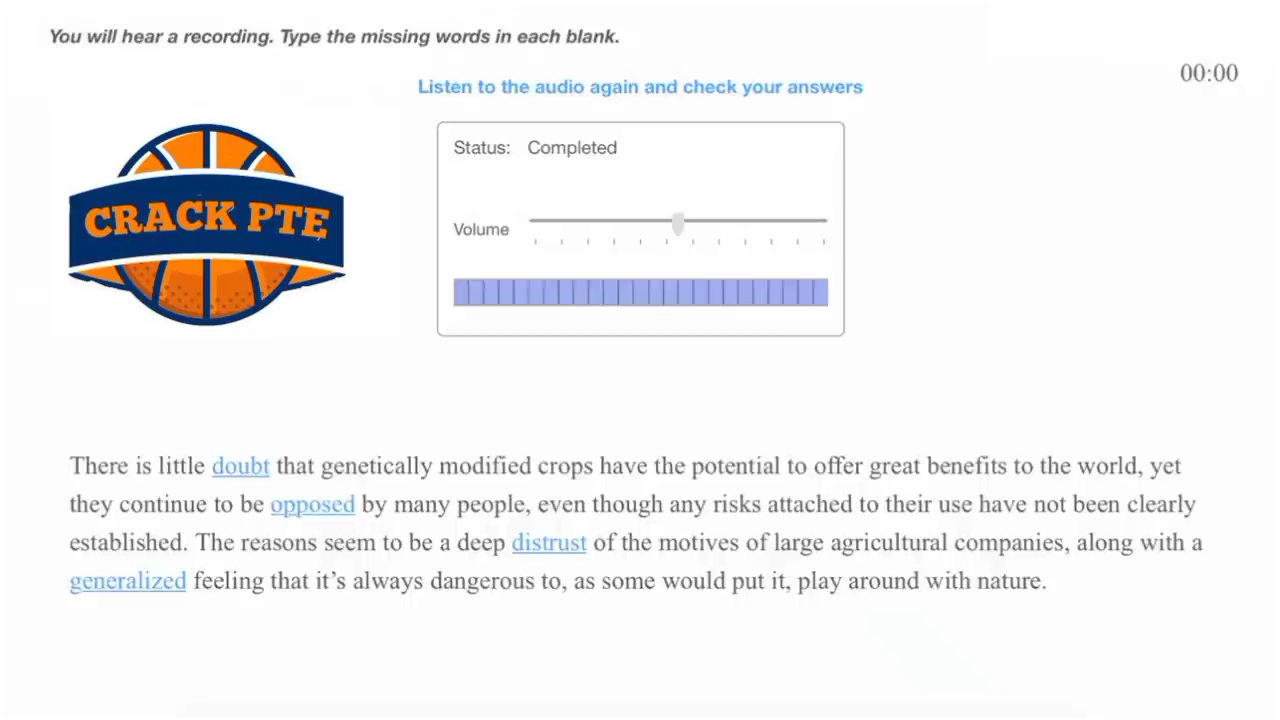 You will hear a recording. Type the missing words in each blank.
00:00
Listen to the audio again and check your answers
Status: Completed
CRACK PTE
Volume
There is little doubt that genetically modified crops have the potential to offer great benefits to the world, yet
they continue to be opposed by many people, even though any risks attached to their use have not been clearly
established. The reasons seem to be a deep distrust of the motives of large agricultural companies, along with a
generalized feeling that it’s always dangerous to, as some would put it, play around with nature.